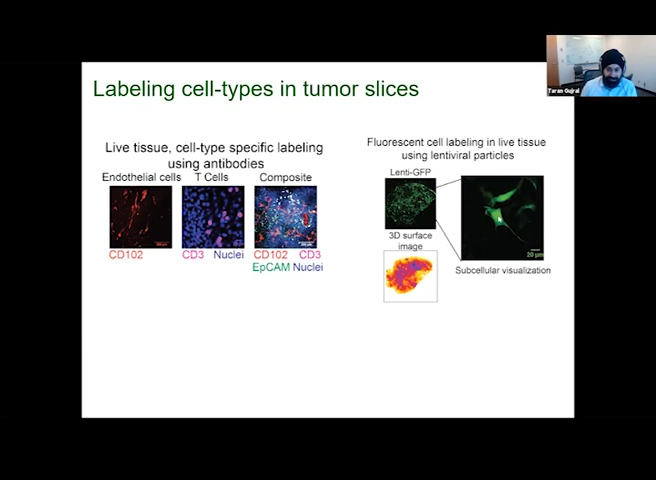 Labeling cell-types in tumor slices
Taran Gujral
Live tissue, cell-type specific labeling
using antibodies
Endothelial cells T Cells Composite
CD102 CD3 Nuclei CD102 CD3
EpCAM Nuclei
Fluorescent cell labeling in live tissue
using lentiviral particles
Lenti-GFP
3D surface
image
20 µm
Subcellular visualization